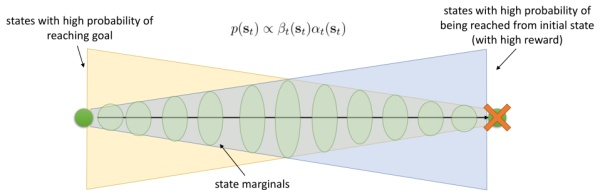 states with high probability of
reaching goal
p(s_t) ∝ β_t(s_t)α_t(s_t)
states with high probability of
being reached from initial state
(with high reward)
state marginals